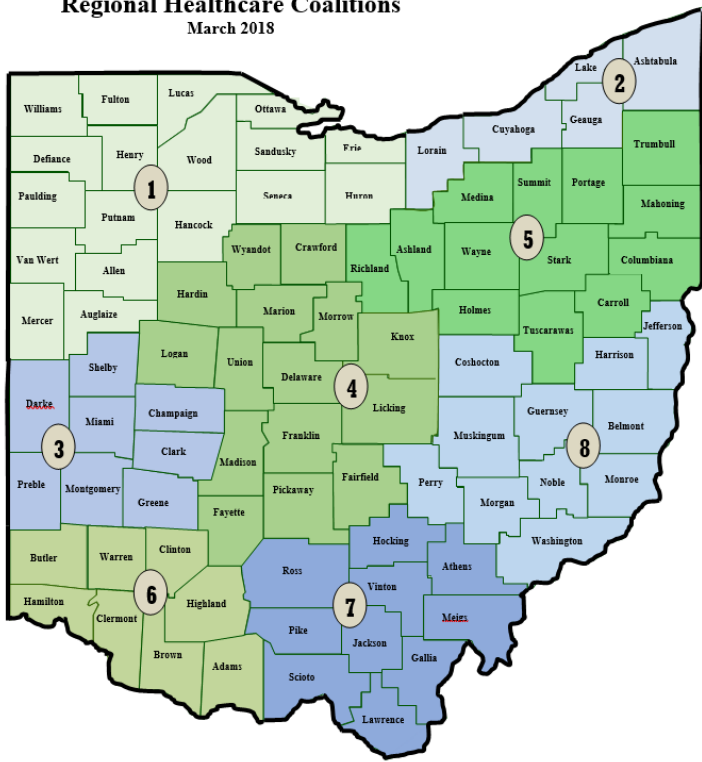 Regional Healthcare Coalitions
March 2018
Ashtabula
Lake
2
Lucas
Fulton
Williams
Ottawa
Geauga
Cuyahoga
Trumbull
Erie
Lorain
Sandusky
Henry
Defiance
Wood
Summit
Portage
1
Medina
Paulding
Seneca
Huron
Mahoning
Putnam
Hancock
5
Wyandot
Crawford
Ashland
Wayne
Van Wert
Stark
Columbiana
Allen
Richland
Hardin
Carroll
Marion
Holmes
Auglaize
Morrow
Mercer
Jefferson
Tuscarawas
Knox
Logan
Harrison
Union
Coshocton
Shelby
Delaware
4
Darke
Licking
Champaign
Guernsey
Miami
Belmont
Franklin
Muskingum
3
8
Clark
Madison
Fairfield
Monroe
Perry
Noble
Preble
Montgomery
Pickaway
Greene
Morgan
Fayette
Hocking
Washington
Clinton
Warren
Butler
Athens
Ross
Vinton
6
7
Hamilton
Highland
Clermont
Meigs
Pike
Jackson
Brown
Gallia
Adams
Scioto
Lawrence